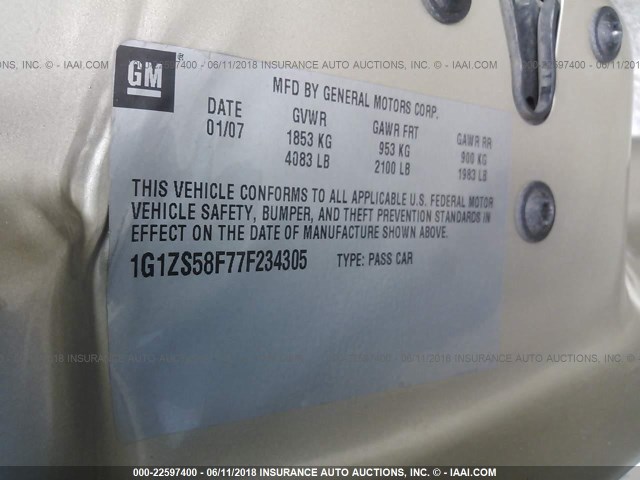 GM
MFD BY GENERAL MOTORS CORP.
DATE GVWR GAWR FRT GAWR RR
01/07 1853 KG 953 KG 900 KG
4083 LB 2100 LB 1983 LB
THIS VEHICLE CONFORMS TO ALL APPLICABLE U.S. FEDERAL MOTOR
VEHICLE SAFETY, BUMPER, AND THEFT PREVENTION STANDARDS IN
EFFECT ON THE DATE OF MANUFACTURE SHOWN ABOVE.
1G1ZS58F77F234305 TYPE: PASS CAR
000-22597400 - 06/11/2018 INSURANCE AUTO AUCTIONS, INC. - © IAAI.COM